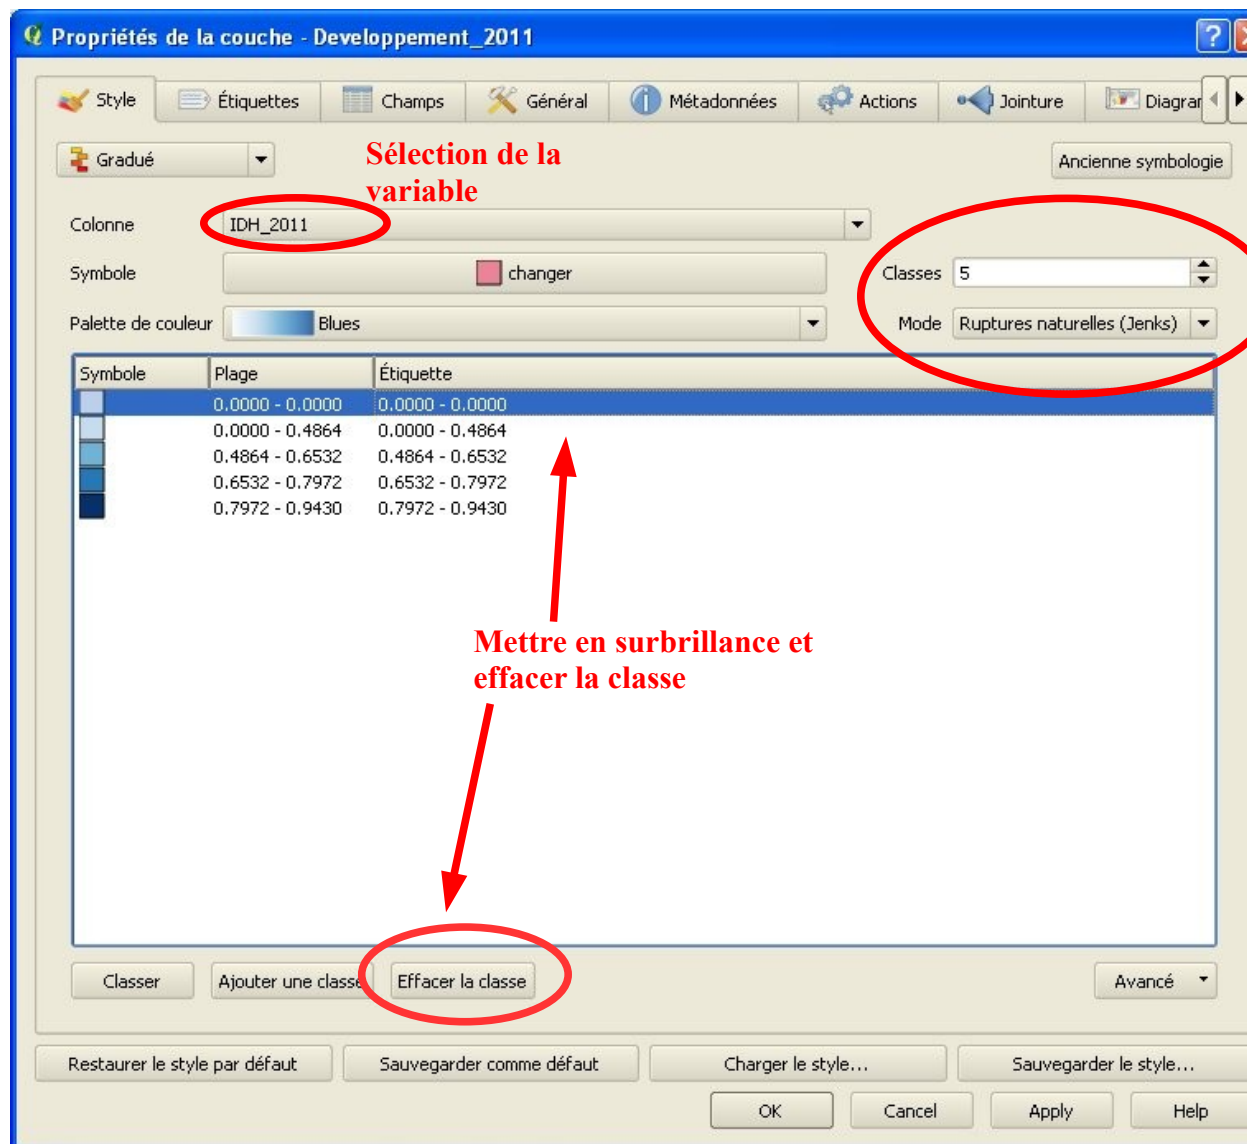 Propriétés de la couche - Developpement_2011
Style Étiquettes Champs Général Métadonnées Actions Jointure Diagrar
Gradué
Sélection de la
variable
Ancienne symbologie
Colonne IDH_2011
Symbole changer Classes 5
Palette de couleur Blues Mode Ruptures naturelles (Jenks)
Symbole Plage Étiquette
0.0000 - 0.0000 0.0000 - 0.0000
0.0000 - 0.4864 0.0000 - 0.4864
0.4864 - 0.6532 0.4864 - 0.6532
0.6532 - 0.7972 0.6532 - 0.7972
0.7972 - 0.9430 0.7972 - 0.9430
Mettre en surbrillance et
effacer la classe
Classer Ajouter une classe Effacer la classe Avancé
Restaurer le style par défaut Sauvegarder comme défaut Charger le style... Sauvegarder le style...
OK Cancel Apply Help